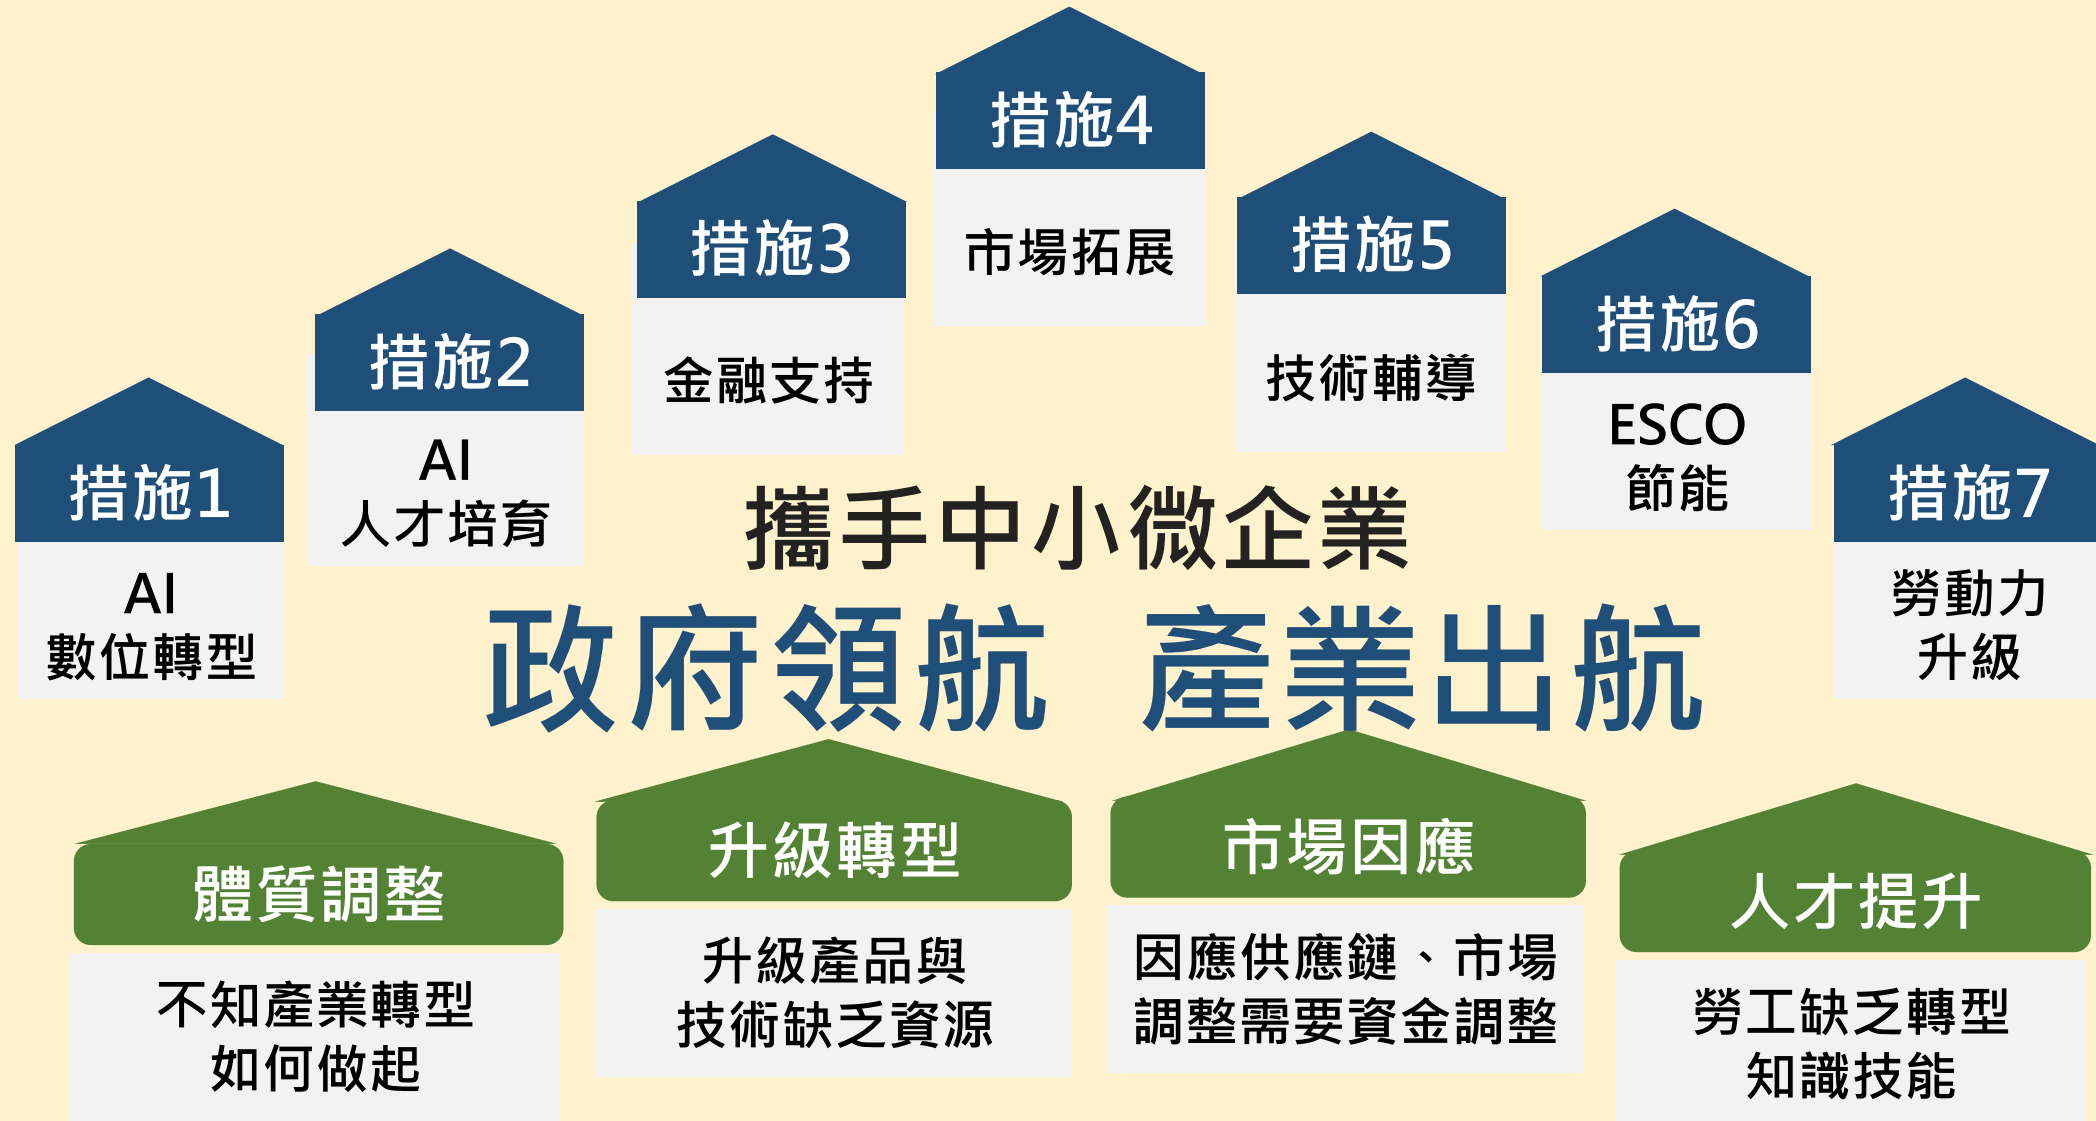 措施1
AI
數位轉型
措施2
AI
人才培育
措施3
金融支持
措施4
市場拓展
措施5
技術輔導
措施6
ESCO
節能
措施7
勞動力
升級
攜手中小微企業
政府領航 產業出航
體質調整
不知產業轉型
如何做起
升級轉型
升級產品與
技術缺乏資源
市場因應
因應供應鏈、市場
調整需要資金調整
人才提升
勞工缺乏轉型
知識技能